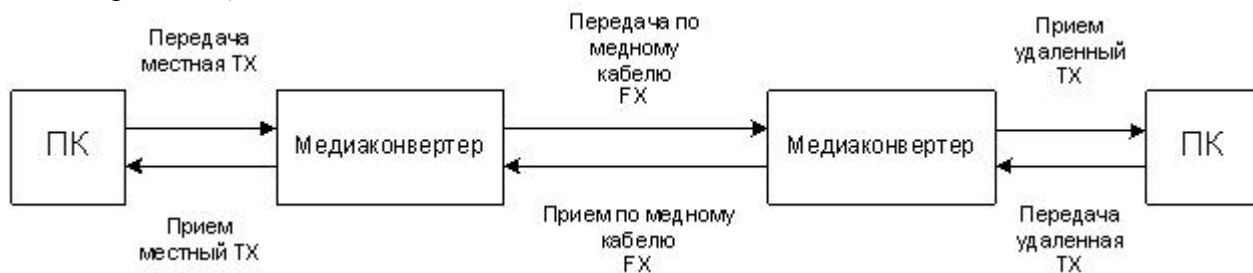 Передача
местная TX
Передача по
медному
кабелю
FX
Прием
удаленный
TX
ПК
Медиаконвертер
Медиаконвертер
ПК
Прием
местный TX
Прием по медному
кабелю
FX
Передача
удаленная
TX